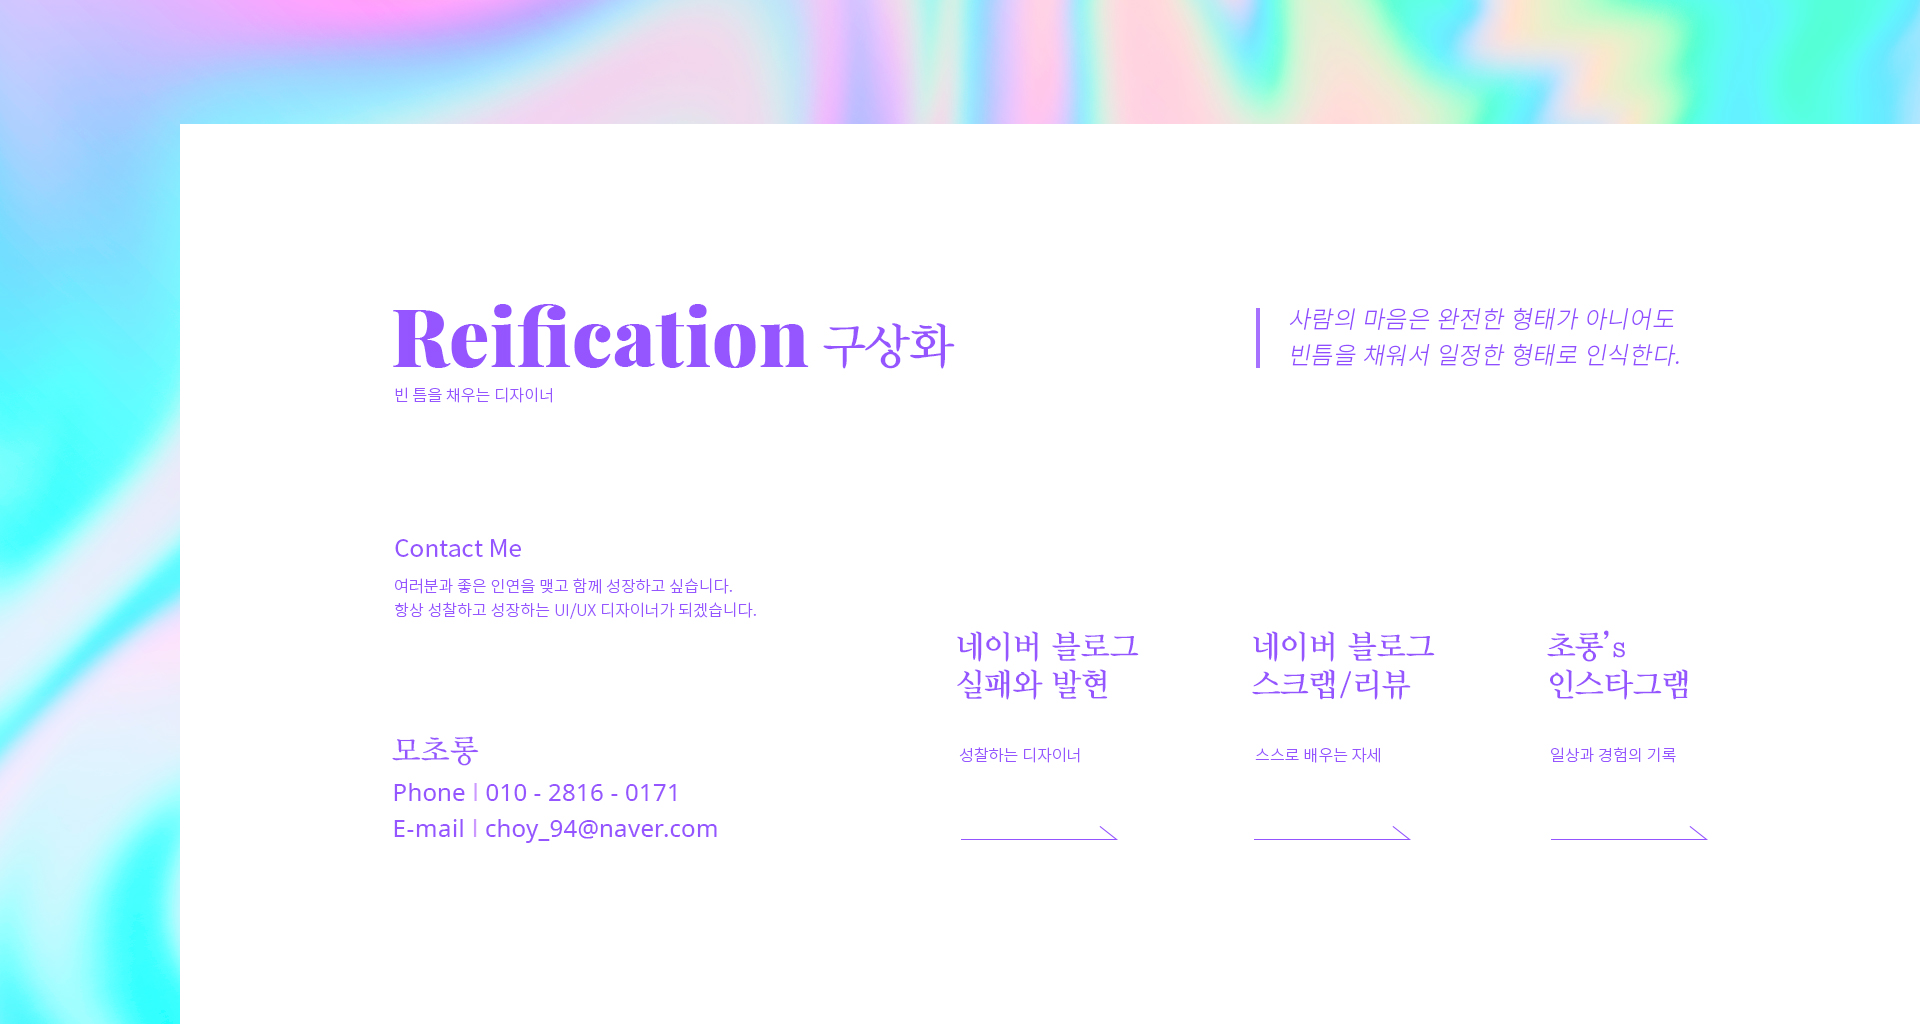 Reification 구상화
빈 틈을 채우는 디자이너
사람의 마음은 완전한 형태가 아니어도
빈틈을 채워서 일정한 형태로 인식한다.
Contact Me
여러분과 좋은 인연을 맺고 함께 성장하고 싶습니다.
항상 성찰하고 성장하는 UI/UX 디자이너가 되겠습니다.
모초롱
Phone | 010 - 2816 - 0171
E-mail | choy_94@naver.com
네이버 블로그
실패와 발현
성찰하는 디자이너
네이버 블로그
스크랩/리뷰
스스로 배우는 자세
초롱’s
인스타그램
일상과 경험의 기록